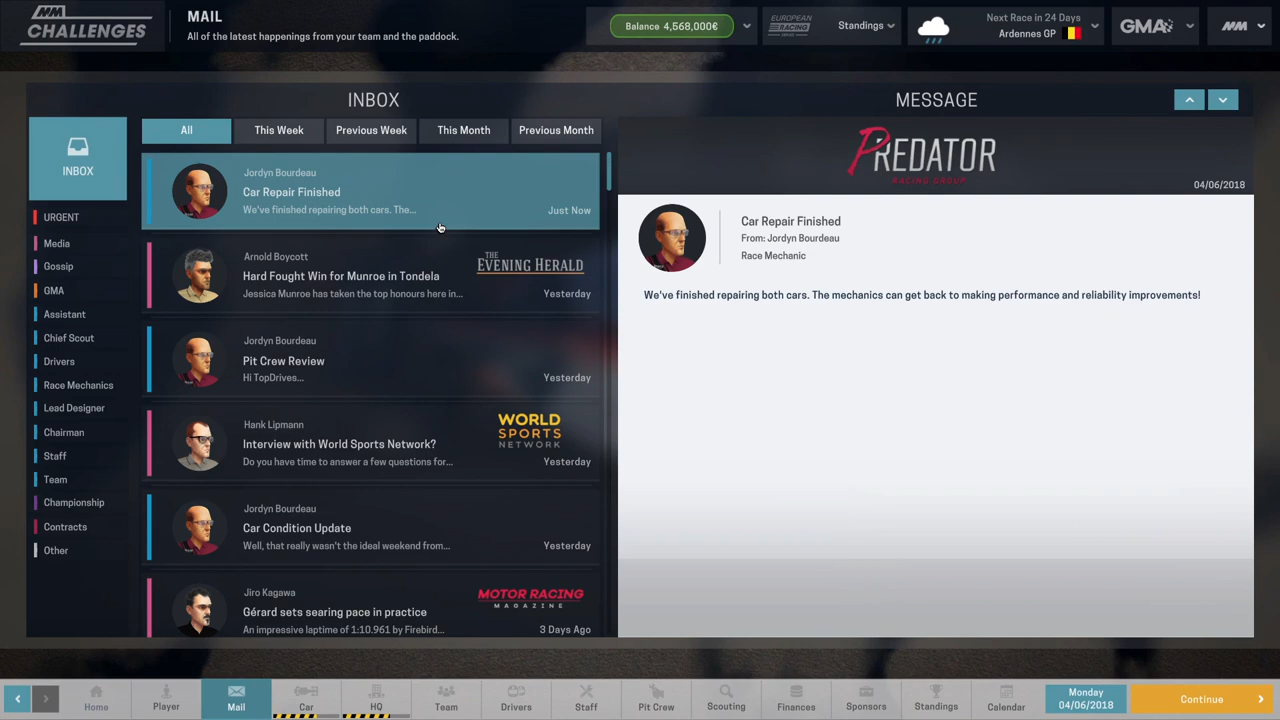 MM
CHALLENGES
MAIL
All of the latest happenings from your team and the paddock.
Balance 4,568,000€
EUROPEAN
RACING
SERIES
Standings
Next Race in 24 Days
Ardennes GP
GMA
MM
INBOX
MESSAGE
INBOX
URGENT
Media
Gossip
GMA
Assistant
Chief Scout
Drivers
Race Mechanics
Lead Designer
Chairman
Staff
Team
Championship
Contracts
Other
All
This Week
Previous Week
This Month
Previous Month
Jordyn Bourdeau
Car Repair Finished
We've finished repairing both cars. The...
Just Now
Arnold Boycott
THE EVENING HERALD
Hard Fought Win for Munroe in Tondela
Jessica Munroe has taken the top honours here in...
Yesterday
Jordyn Bourdeau
Pit Crew Review
Hi TopDrives...
Yesterday
Hank Lipmann
WORLD
SPORTS
NETWORK
Interview with World Sports Network?
Do you have time to answer a few questions for...
Yesterday
Jordyn Bourdeau
Car Condition Update
Well, that really wasn't the ideal weekend from...
Yesterday
Jiro Kagawa
MOTOR RACING
MAGAZINE
Gérard sets searing pace in practice
An impressive laptime of 1:10.961 by Firebird...
3 Days Ago
PREDATOR
RACING GROUP
04/06/2018
Car Repair Finished
From: Jordyn Bourdeau
Race Mechanic
We've finished repairing both cars. The mechanics can get back to making performance and reliability improvements!
Home
Player
Mail
Car
HQ
Team
Drivers
Staff
Pit Crew
Scouting
Finances
Sponsors
Standings
Calendar
Monday
04/06/2018
Continue